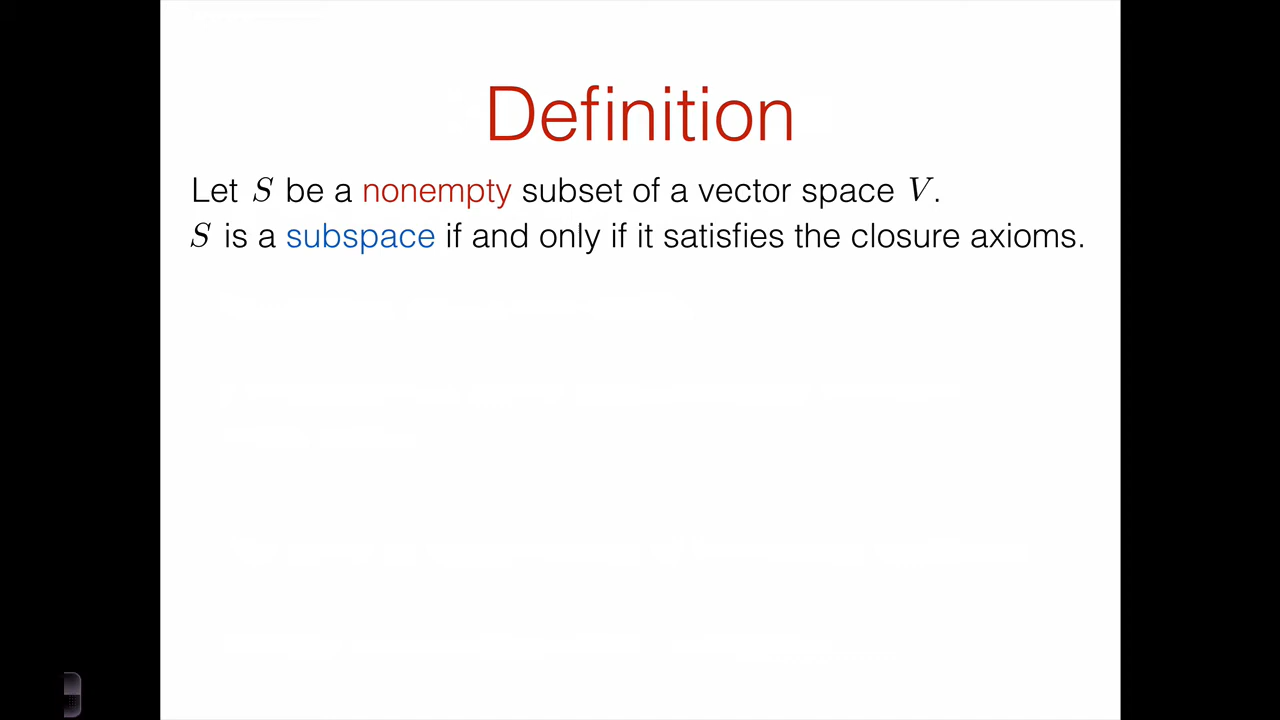 Definition
Let S be a nonempty subset of a vector space V.
S is a subspace if and only if it satisfies the closure axioms.